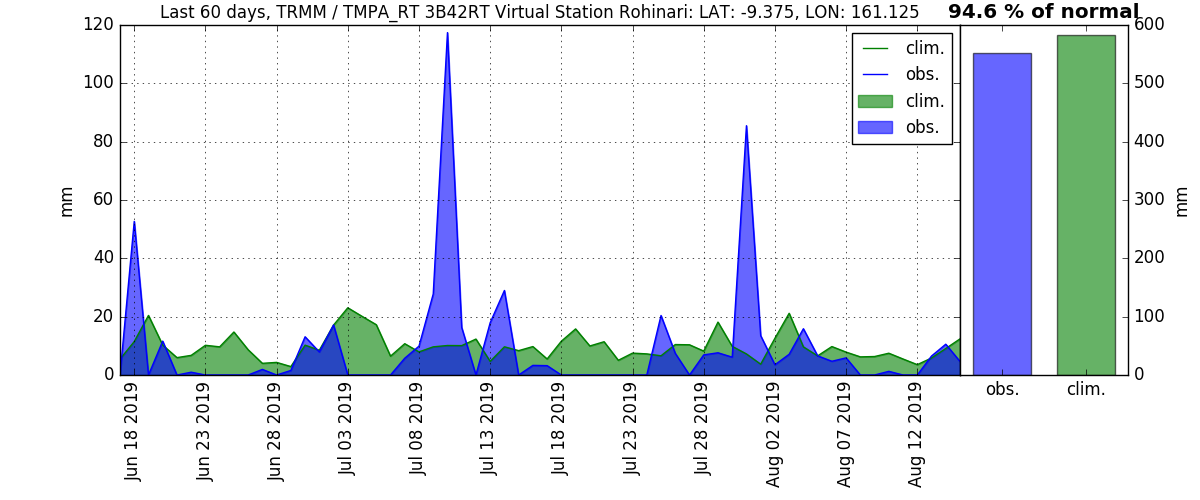 Last 60 days, TRMM / TMPA_RT 3B42RT Virtual Station Rohinari: LAT: -9.375, LON: 161.125
94.6 % of normal
120
100
80
60
40
20
0
mm
clim.
obs.
clim.
obs.
600
500
400
300
200
100
0
mm
Jun 18 2019
Jun 23 2019
Jun 28 2019
Jul 03 2019
Jul 08 2019
Jul 13 2019
Jul 18 2019
Jul 23 2019
Jul 28 2019
Aug 02 2019
Aug 07 2019
Aug 12 2019
obs.
clim.